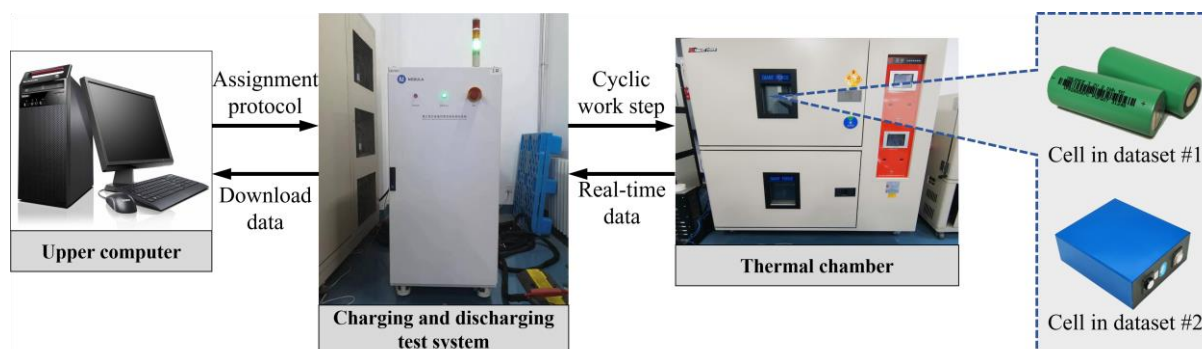 Assignment
protocol
Download
data
Upper computer
Charging and discharging
test system
Cyclic
work step
Real-time
data
Thermal chamber
Cell in dataset #1
Cell in dataset #2